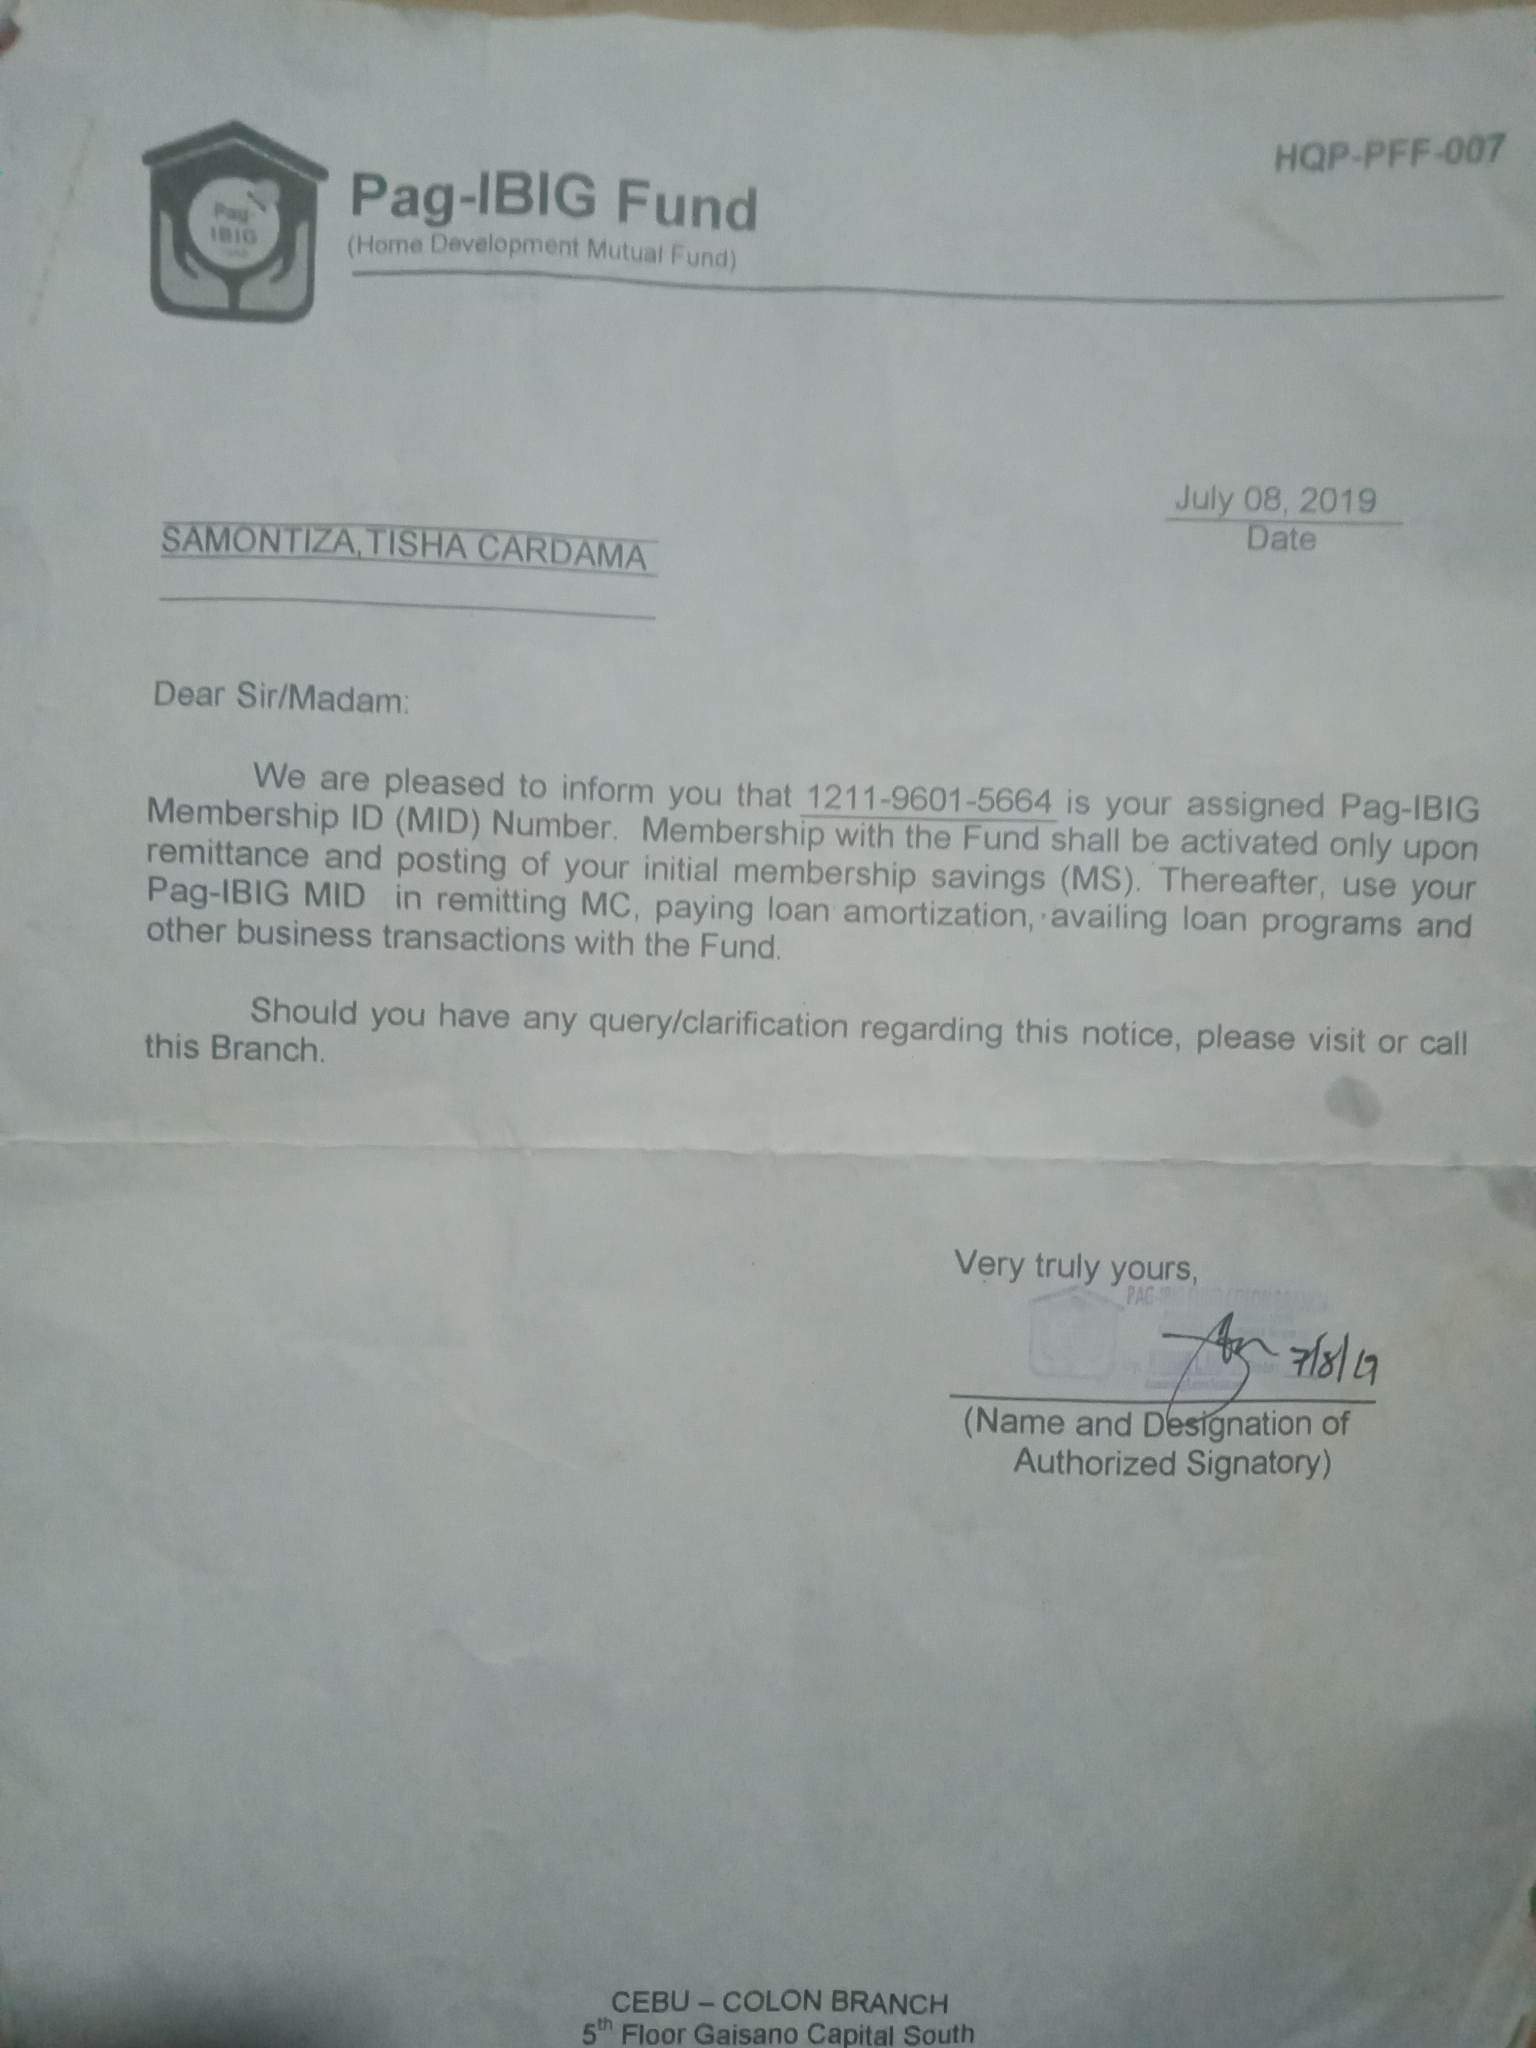 HQP-PFF-007
Pag-IBIG
Pag-IBIG Fund
(Home Development Mutual Fund)
July 08, 2019
Date
SAMONTIZA,TISHA CARDAMA
Dear Sir/Madam:
We are pleased to inform you that 1211-9601-5664 is your assigned Pag-IBIG
Membership ID (MID) Number. Membership with the Fund shall be activated only upon
remittance and posting of your initial membership savings (MS). Thereafter, use your
Pag-IBIG MID in remitting MC, paying loan amortization, availing loan programs and
other business transactions with the Fund.
Should you have any query/clarification regarding this notice, please visit or call
this Branch.
Very truly yours,
PAG-IBIG
7/8/19
(Name and Designation of
Authorized Signatory)
CEBU – COLON BRANCH
5th Floor Gaisano Capital South